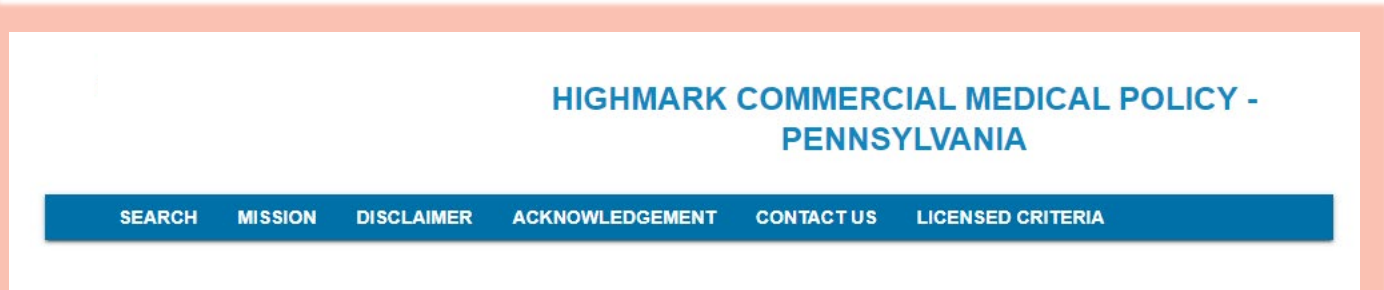 HIGHMARK COMMERCIAL MEDICAL POLICY -
PENNSYLVANIA
SEARCH MISSION DISCLAIMER ACKNOWLEDGEMENT CONTACT US LICENSED CRITERIA